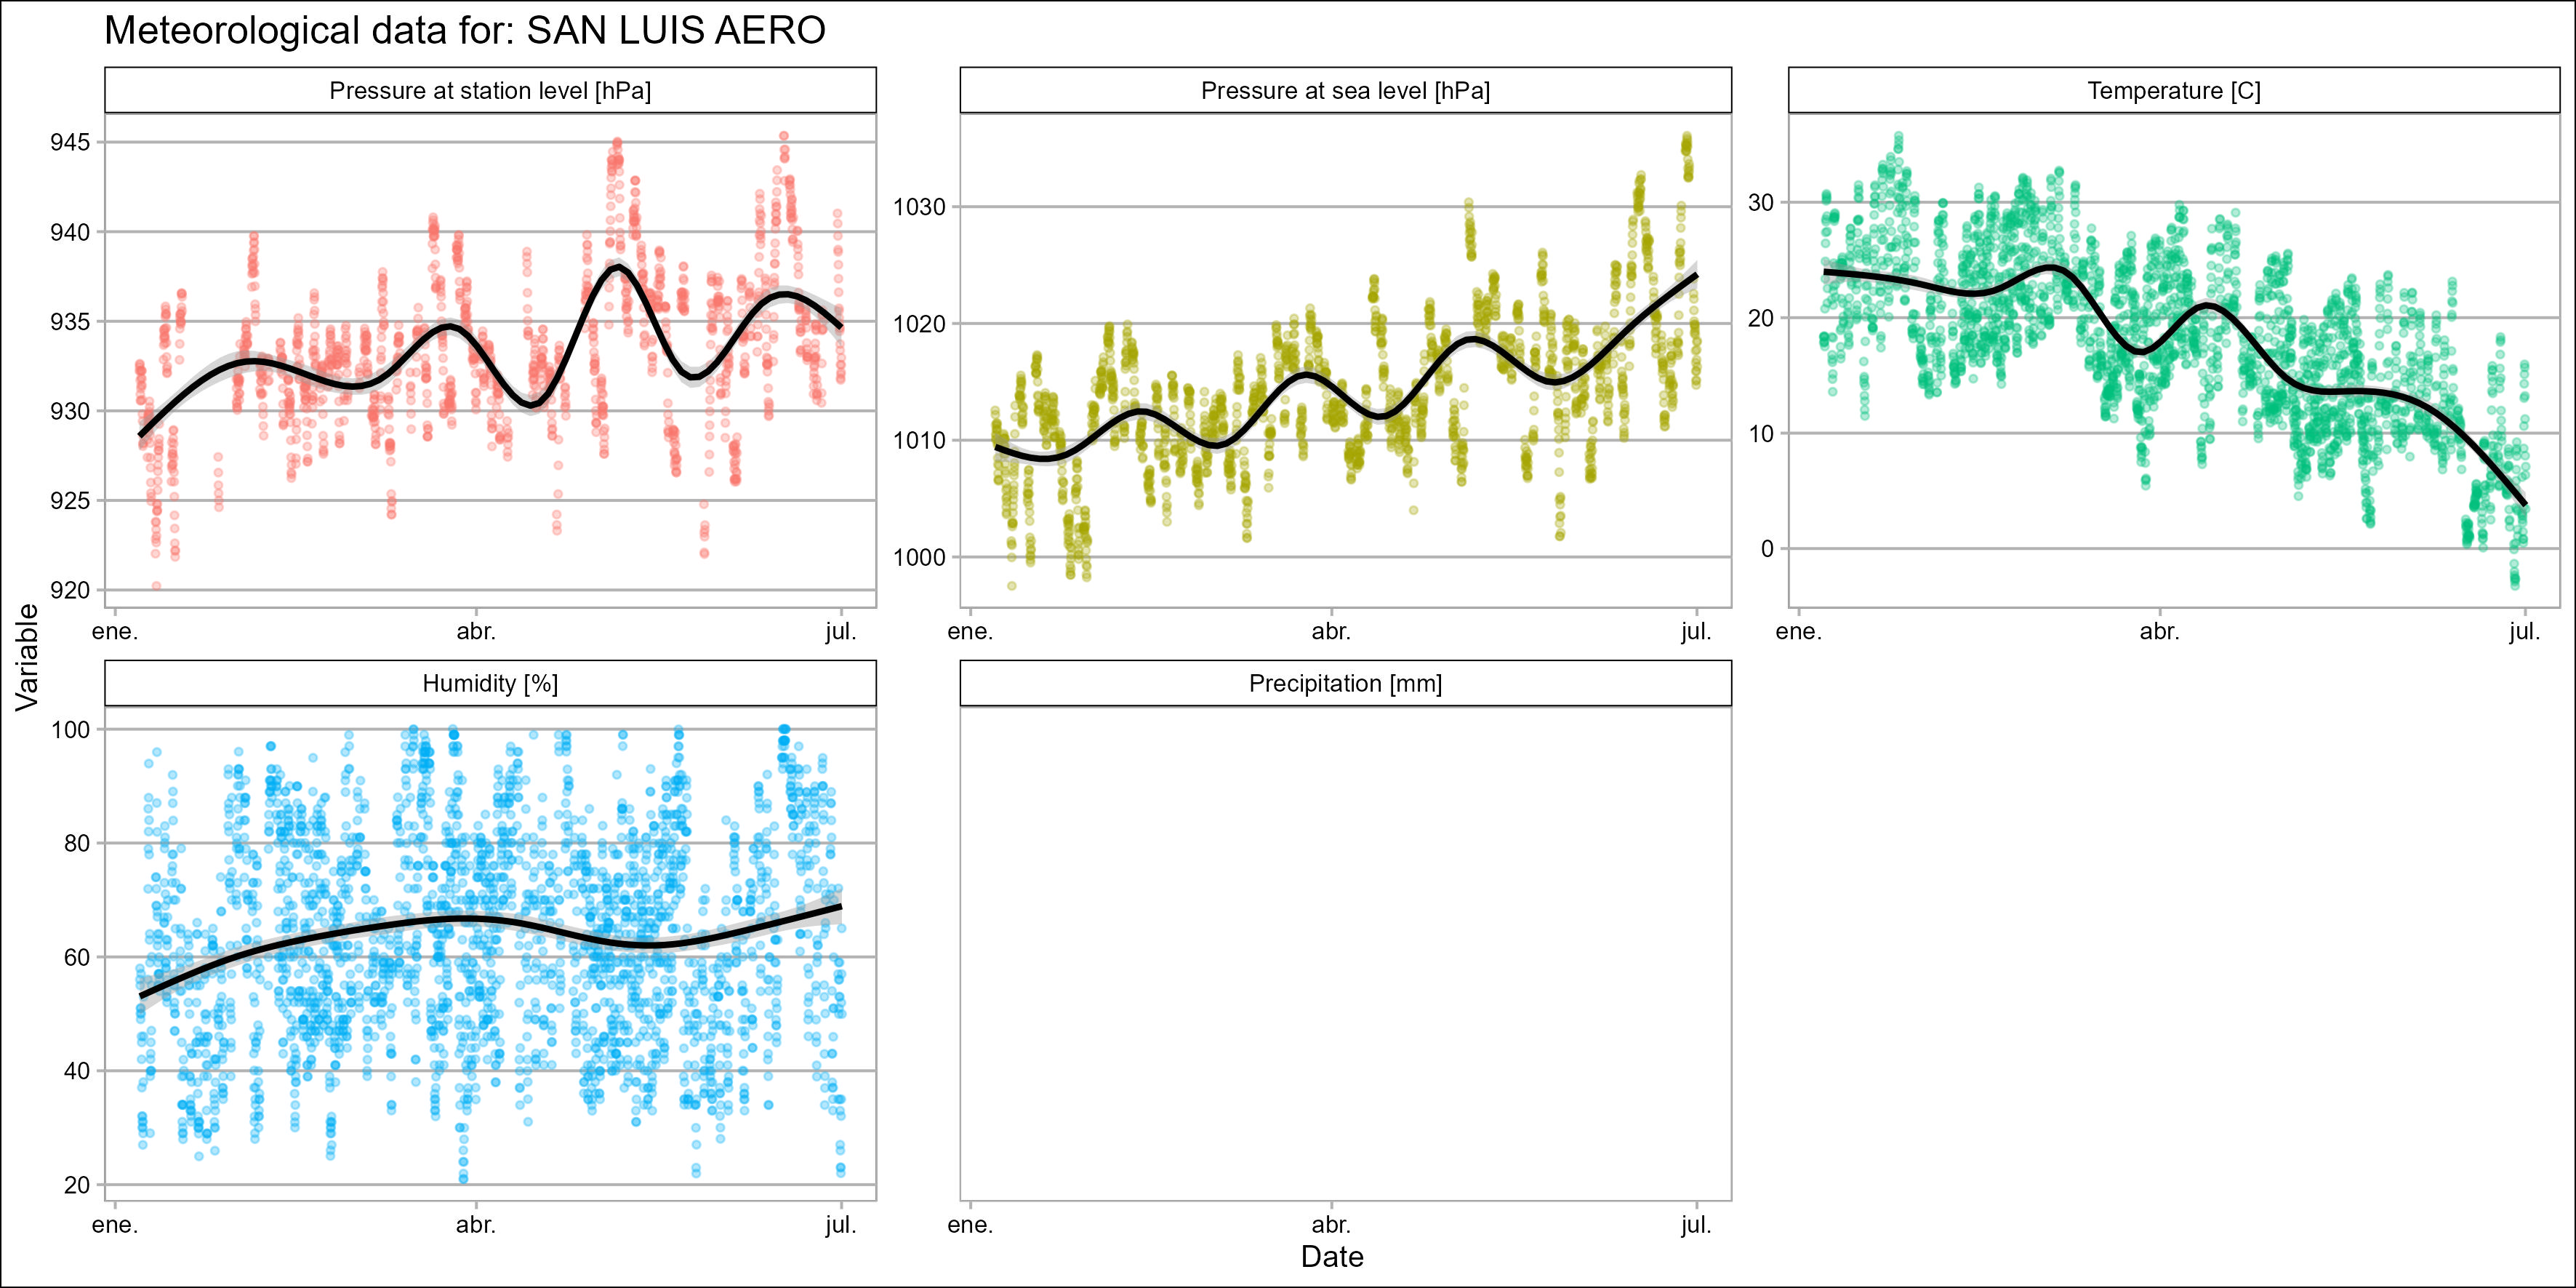 Meteorological data for: SAN LUIS AERO
Pressure at station level [hPa]
Pressure at sea level [hPa]
Temperature [C]
945
940
935
930
925
920
1030
1020
1010
1000
30
20
10
0
ene.
abr.
jul.
ene.
abr.
jul.
ene.
abr.
jul.
Variable
Humidity [%]
Precipitation [mm]
100
80
60
40
20
ene.
abr.
jul.
ene.
abr.
jul.
Date